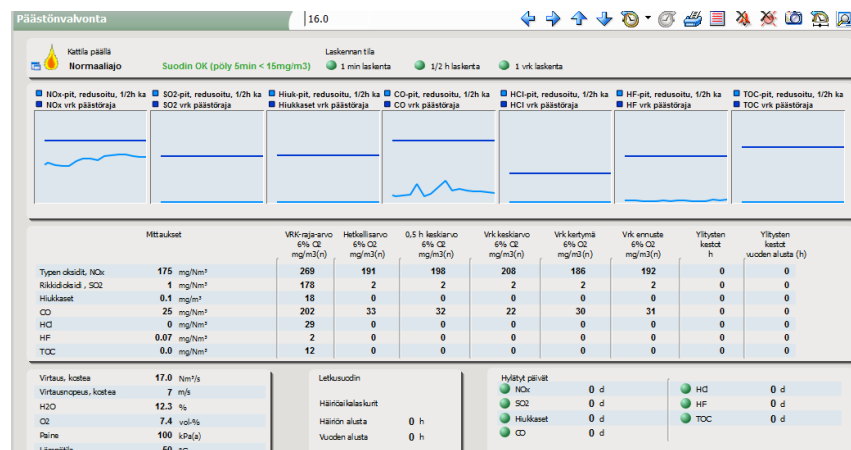 Päästönvalvonta 16.0
Kattila päällä Laskennan tila
Normaaliajo Suodin OK (pöly 5min < 15mg/m3) 1 min laskenta 1/2 h laskenta 1 vrk laskenta
NOx-pit, redusoitu, 1/2h ka SO2-pit, redusoitu, 1/2h ka Hiuk-pit, redusoitu, 1/2h ka CO-pit, redusoitu, 1/2h ka HCl-pit, redusoitu, 1/2h ka HF-pit, redusoitu, 1/2h ka TOC-pit, redusoitu, 1/2h ka
NOx vrk päästöraja SO2 vrk päästöraja Hiukkaset vrk päästöraja CO vrk päästöraja HCl vrk päästöraja HF vrk päästöraja TOC vrk päästöraja
Mittaukset VRK-raja-arvo Hetkellisarvo 0,5 h keskiarvo Vrk keskiarvo Vrk kertymä Vrk ennuste Ylitysten Ylitysten
6% O2 6% O2 6% O2 6% O2 6% O2 6% O2 kestot kestot
mg/m3(n) mg/m3(n) mg/m3(n) mg/m3(n) mg/m3(n) mg/m3(n) h vuoden alusta (h)
Typen oksidit, NOx 175 mg/Nm³ 269 191 198 208 186 192 0 0
Rikkidioksidi , SO2 1 mg/Nm³ 178 2 2 2 2 2 0 0
Hiukkaset 0.1 mg/m³ 18 0 0 0 0 0 0 0
CO 25 mg/Nm³ 202 33 32 22 30 31 0 0
HCl 0 mg/Nm³ 29 0 0 0 0 0 0 0
HF 0.07 mg/Nm³ 2 0 0 0 0 0 0 0
TOC 0.0 mg/Nm³ 12 0 0 0 0 0 0 0
Virtaus, kostea 17.0 Nm³/s Letkusuodin Hylätyt päivät
Virtausnopeus, kostea 7 m/s NOx 0 d HCl 0 d
H2O 12.3 % Häiriöaikalaskurit SO2 0 d HF 0 d
O2 7.4 vol-% Häiriön alusta 0 h Hiukkaset 0 d TOC 0 d
Paine 100 kPa(a) Vuoden alusta 0 h CO 0 d
Lämpötila 60 °C